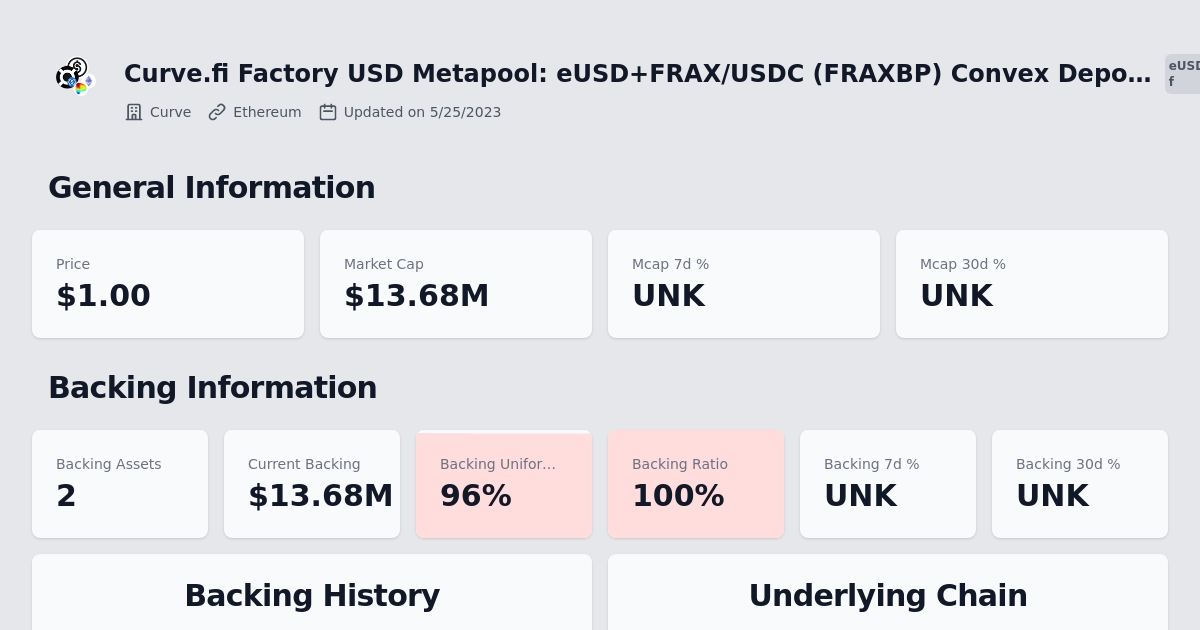 Curve.fi Factory USD Metapool: eUSD+FRAX/USDC (FRAXBP) Convex Depo…
eUSD
f
Curve Ethereum Updated on 5/25/2023
General Information
Price
$1.00
Market Cap
$13.68M
Mcap 7d %
UNK
Mcap 30d %
UNK
Backing Information
Backing Assets
2
Current Backing
$13.68M
Backing Unifor…
96%
Backing Ratio
100%
Backing 7d %
UNK
Backing 30d %
UNK
Backing History
Underlying Chain